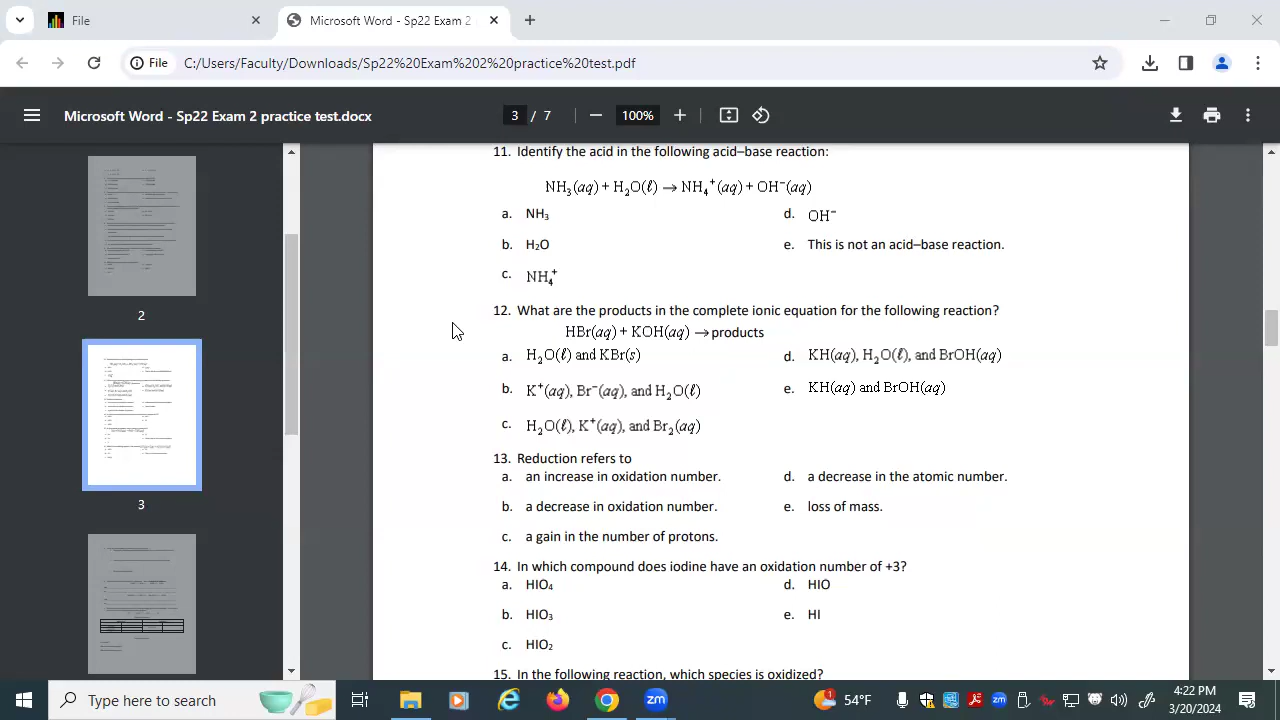 File
Microsoft Word - Sp22 Exam 2
File
C:/Users/Faculty/Downloads/Sp22%20Exam%202%20practice%20test.pdf
Microsoft Word - Sp22 Exam 2 practice test.docx
3 / 7
100%
11. Identify the acid in the following acid–base reaction:
NH₃(aq) + H₂O(ℓ) → NH₄⁺(aq) + OH⁻(aq)
a. NH
d. OH⁻
b. H₂O
e. This is not an acid–base reaction.
c. NH₄⁺
12. What are the products in the complete ionic equation for the following reaction?
HBr(aq) + KOH(aq) → products
a. H₂O(ℓ) and KBr(s)
d. KH(aq), H₂O(ℓ), and BrOH(aq)
b. K⁺(aq), Br⁻(aq), and H₂O(ℓ)
e. KH(aq) and BrOH(aq)
c. H₂O(ℓ), K⁺(aq), and Br₂(aq)
13. Reduction refers to
a. an increase in oxidation number.
d. a decrease in the atomic number.
b. a decrease in oxidation number.
e. loss of mass.
c. a gain in the number of protons.
14. In which compound does iodine have an oxidation number of +3?
a.
d. HIO
b. HIO₃
e. HI
c. HIO₂
15. In the following reaction, which species is oxidized?
2
3
Type here to search
54°F
4:22 PM
3/20/2024